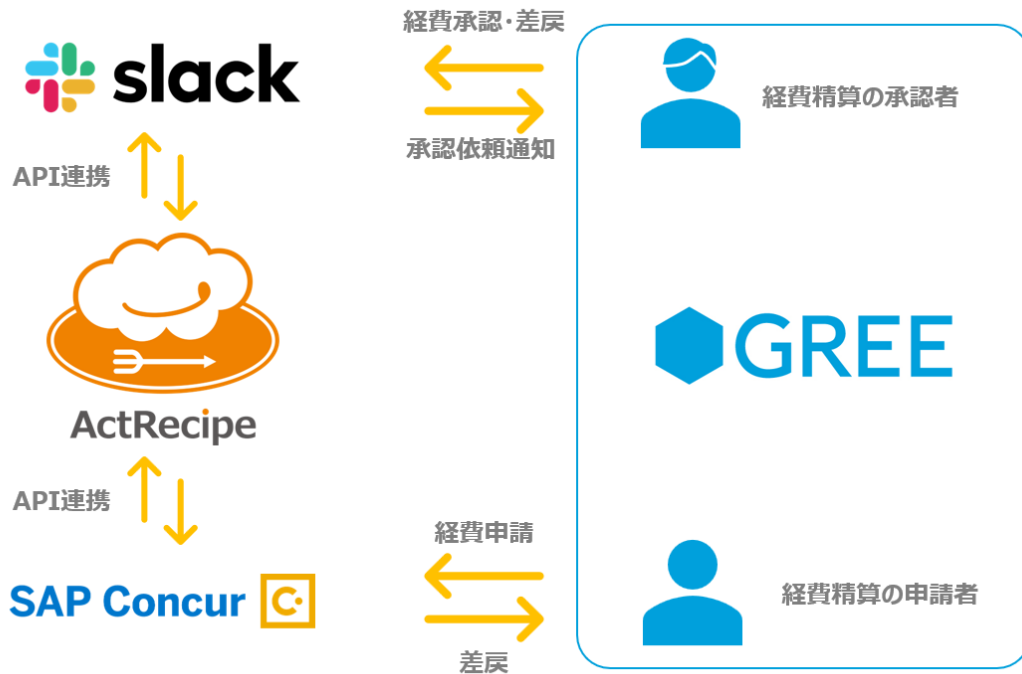 経費承認・差戻
slack
経費精算の承認者
承認依頼通知
API連携
GREE
ActRecipe
API連携
経費申請
SAP Concur C
経費精算の申請者
差戻